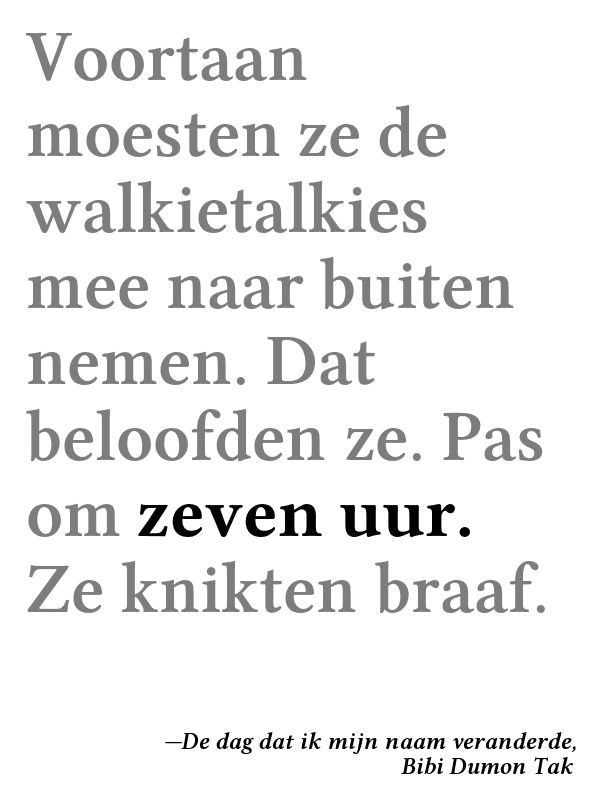 Voortaan
moesten ze de
walkietalkies
mee naar buiten
nemen. Dat
beloofden ze. Pas
om zeven uur.
Ze knikten braaf.
—De dag dat ik mijn naam veranderde,
Bibi Dumon Tak